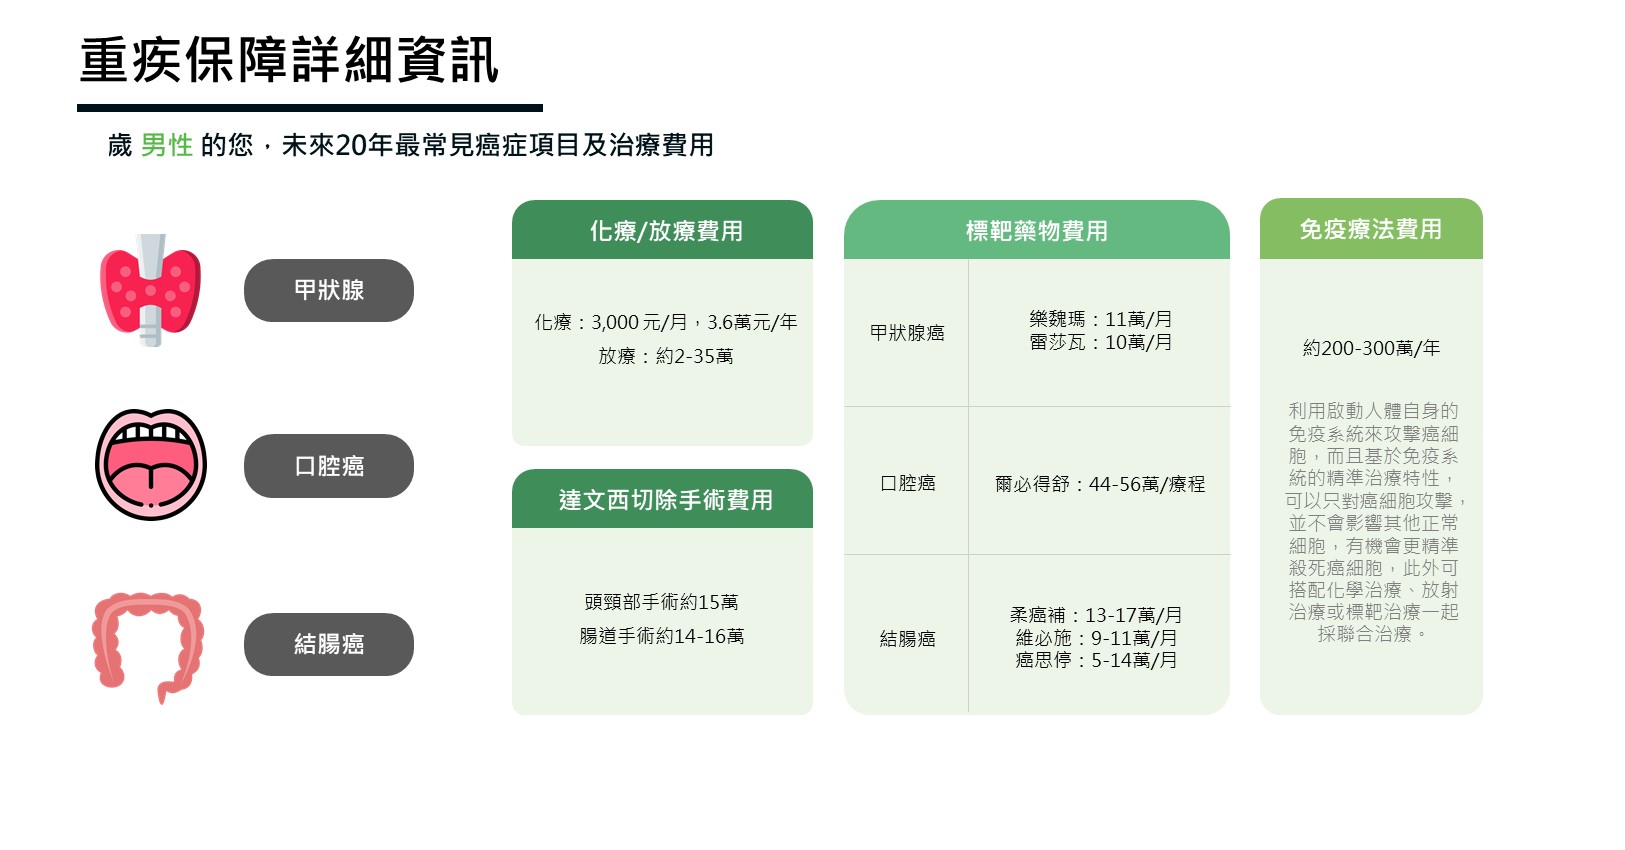 重疾保障詳細資訊
歲 男性 的您，未來20年最常見癌症項目及治療費用
甲狀腺
口腔癌
結腸癌
化療/放療費用
化療：3,000 元/月，3.6萬元/年
放療：約2-35萬
達文西切除手術費用
頭頸部手術約15萬
腸道手術約14-16萬
標靶藥物費用
甲狀腺癌
樂魏瑪：11萬/月
雷莎瓦：10萬/月
口腔癌
爾必得舒：44-56萬/療程
結腸癌
柔癌補：13-17萬/月
維必施：9-11萬/月
癌思停：5-14萬/月
免疫療法費用
約200-300萬/年
利用啟動人體自身的
免疫系統來攻擊癌細
胞，而且基於免疫系
統的精準治療特性，
可以只對癌細胞攻擊，
並不會影響其他正常
細胞，有機會更精準
殺死癌細胞，此外可
搭配化學治療、放射
治療或標靶治療一起
採聯合治療。